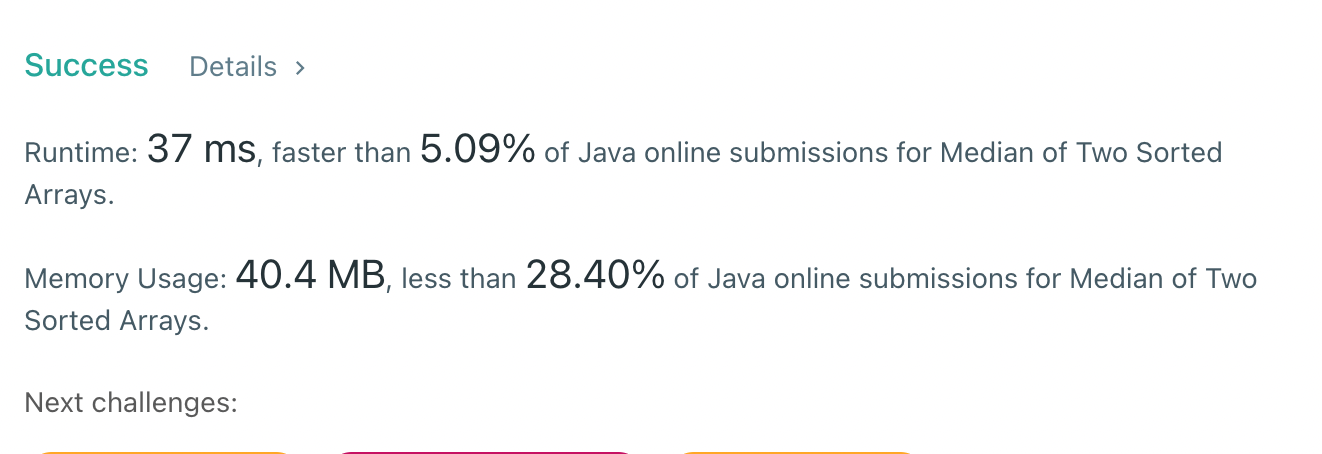 Success Details >
Runtime: 37 ms, faster than 5.09% of Java online submissions for Median of Two Sorted
Arrays.
Memory Usage: 40.4 MB, less than 28.40% of Java online submissions for Median of Two
Sorted Arrays.
Next challenges: